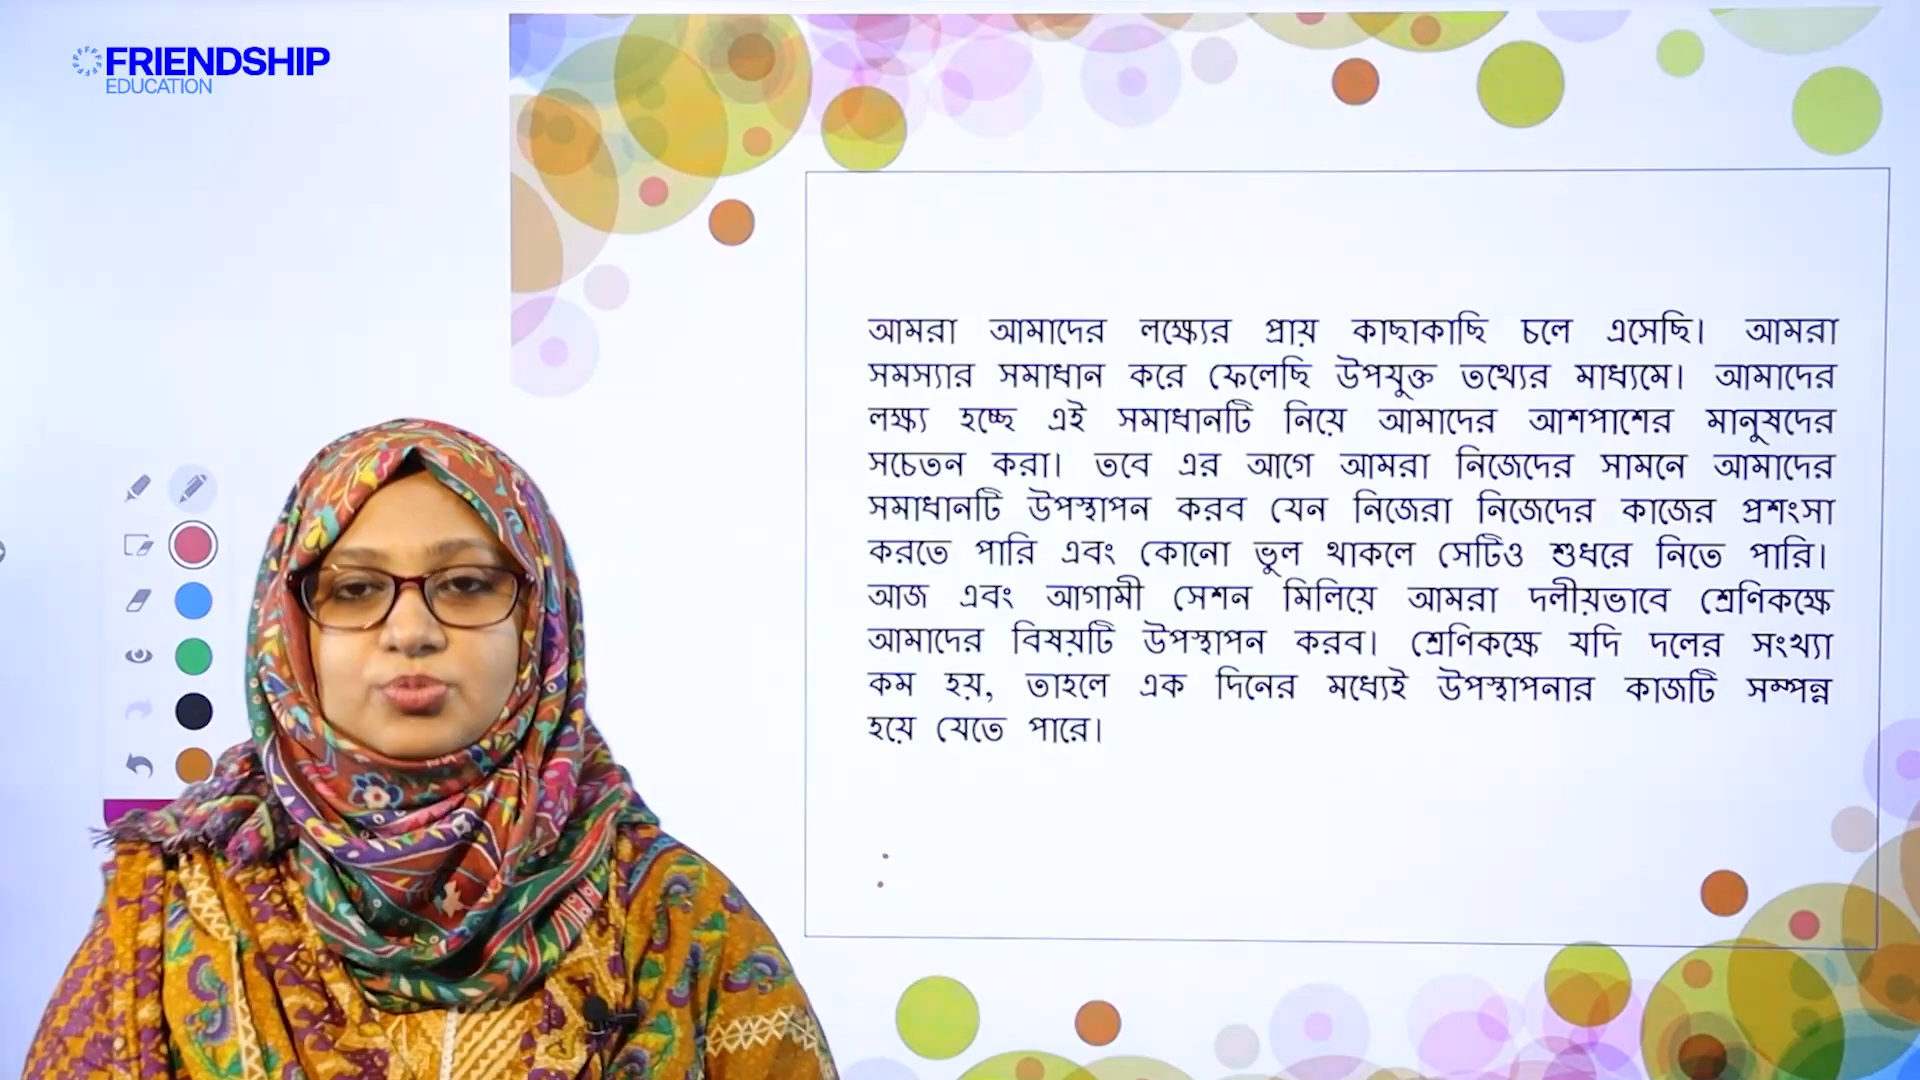 FRIENDSHIP
EDUCATION
আমরা আমাদের লক্ষ্যের প্রায় কাছাকাছি চলে এসেছি। আমরা
সমস্যার সমাধান করে ফেলেছি উপযুক্ত তথ্যের মাধ্যমে। আমাদের
লক্ষ্য হচ্ছে এই সমাধানটি নিয়ে আমাদের আশপাশের মানুষদের
সচেতন করা। তবে এর আগে আমরা নিজেদের সামনে আমাদের
সমাধানটি উপস্থাপন করব যেন নিজেরা নিজেদের কাজের প্রশংসা
করতে পারি এবং কোনো ভুল থাকলে সেটিও শুধরে নিতে পারি।
আজ এবং আগামী সেশন মিলিয়ে আমরা দলীয়ভাবে শ্রেণিকক্ষে
আমাদের বিষয়টি উপস্থাপন করব। শ্রেণিকক্ষে যদি দলের সংখ্যা
কম হয়, তাহলে এক দিনের মধ্যেই উপস্থাপনার কাজটি সম্পন্ন
হয়ে যেতে পারে।